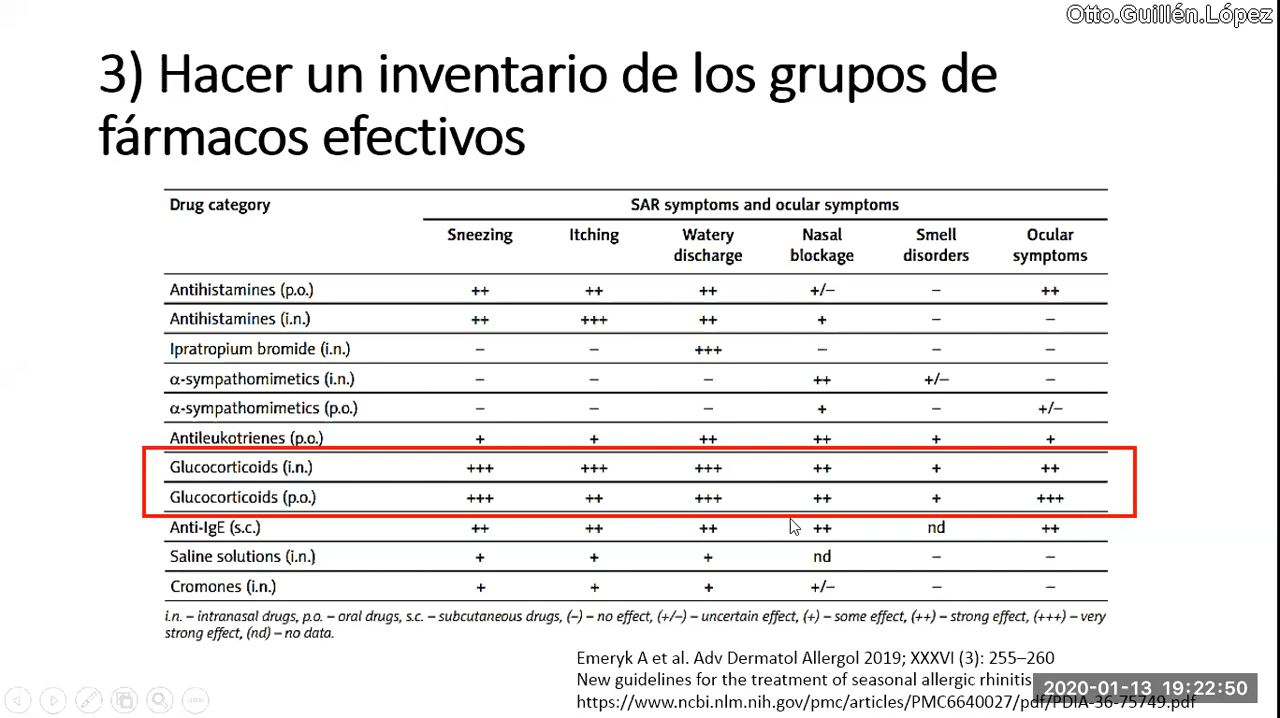 Otto.Guillén.López
3) Hacer un inventario de los grupos de
fármacos efectivos
Drug category SAR symptoms and ocular symptoms
Sneezing Itching Watery discharge Nasal blockage Smell disorders Ocular symptoms
Antihistamines (p.o.) ++ ++ ++ +/– – ++
Antihistamines (i.n.) ++ +++ ++ + – –
Ipratropium bromide (i.n.) – – +++ – – –
α-sympathomimetics (i.n.) – – – ++ +/– –
α-sympathomimetics (p.o.) – – – + – +/–
Antileukotrienes (p.o.) + + ++ ++ + +
Glucocorticoids (i.n.) +++ +++ +++ ++ + ++
Glucocorticoids (p.o.) +++ ++ +++ ++ + +++
Anti-IgE (s.c.) ++ ++ ++ ++ nd ++
Saline solutions (i.n.) + + + nd – –
Cromones (i.n.) + + + +/– – –
i.n. – intranasal drugs, p.o. – oral drugs, s.c. – subcutaneous drugs, (–) – no effect, (+/–) – uncertain effect, (+) – some effect, (++) – strong effect, (+++) – very
strong effect, (nd) – no data.
Emeryk A et al. Adv Dermatol Allergol 2019; XXXVI (3): 255–260
New guidelines for the treatment of seasonal allergic rhinitis
https://www.ncbi.nlm.nih.gov/pmc/articles/PMC6640027/pdf/PDIA-36-75749.pdf
2020-01-13 19:22:50